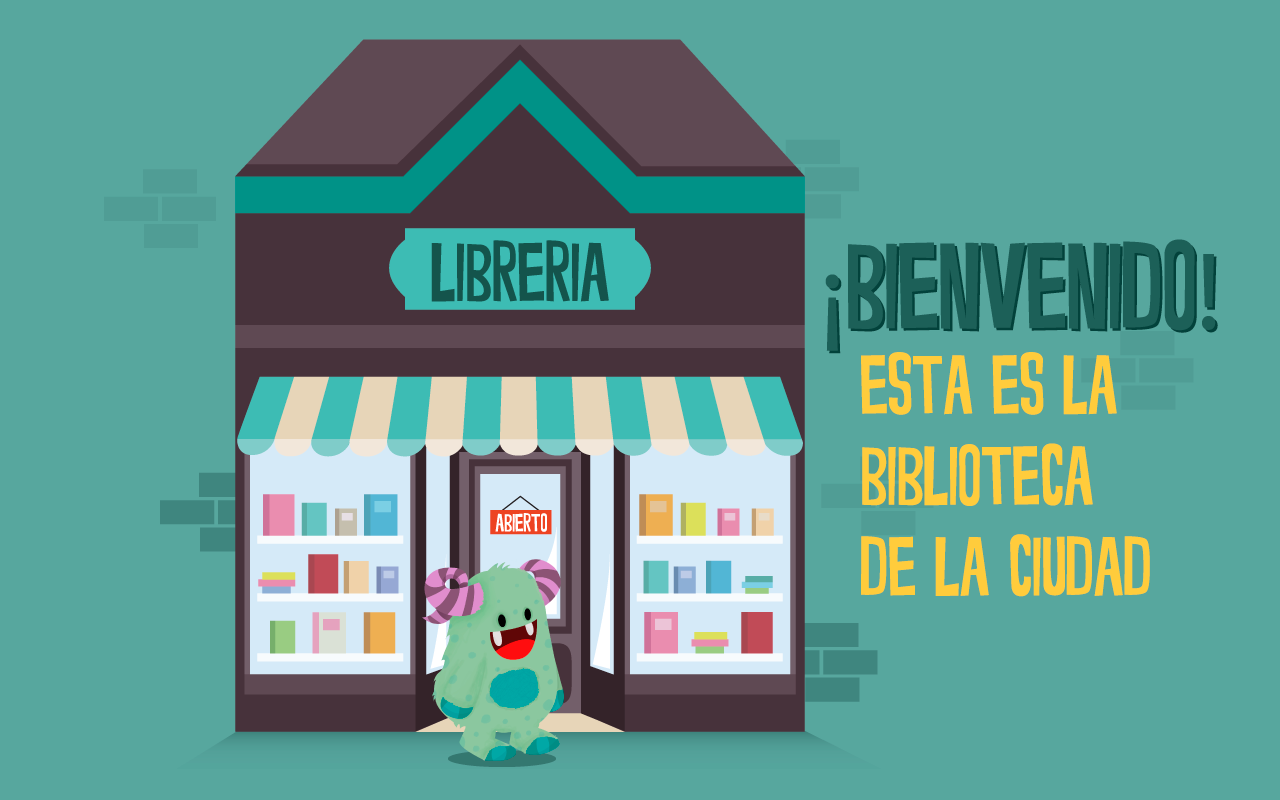 LIBRERIA
ABIERTO
¡BIENVENIDO!
ESTA ES LA
BIBLIOTECA
DE LA CIUDAD